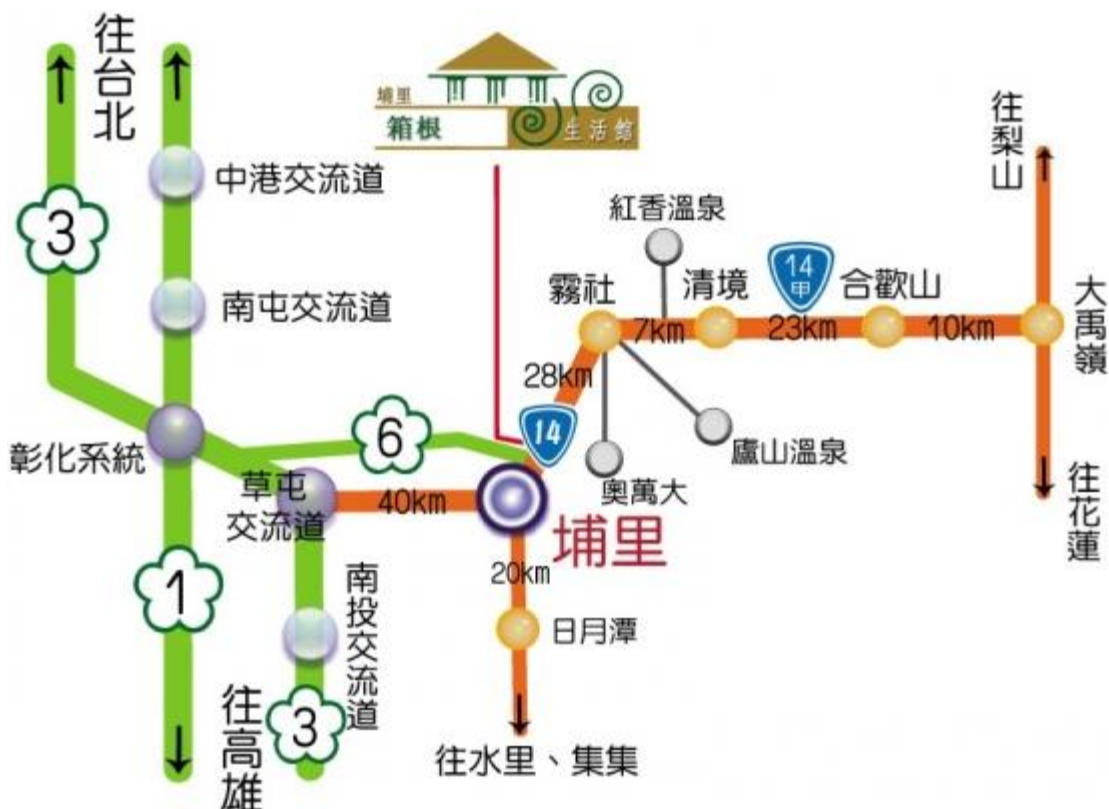 往台北
埔里
箱根
生活館
3
中港交流道
往梨山
紅香溫泉
14
甲
南屯交流道
霧社
清境
合歡山
大禹嶺
7km
23km
10km
28km
6
14
彰化系統
廬山溫泉
草屯
交流道
40km
奧萬大
往花蓮
埔里
1
南投交流道
20km
日月潭
往高雄
3
往水里、集集